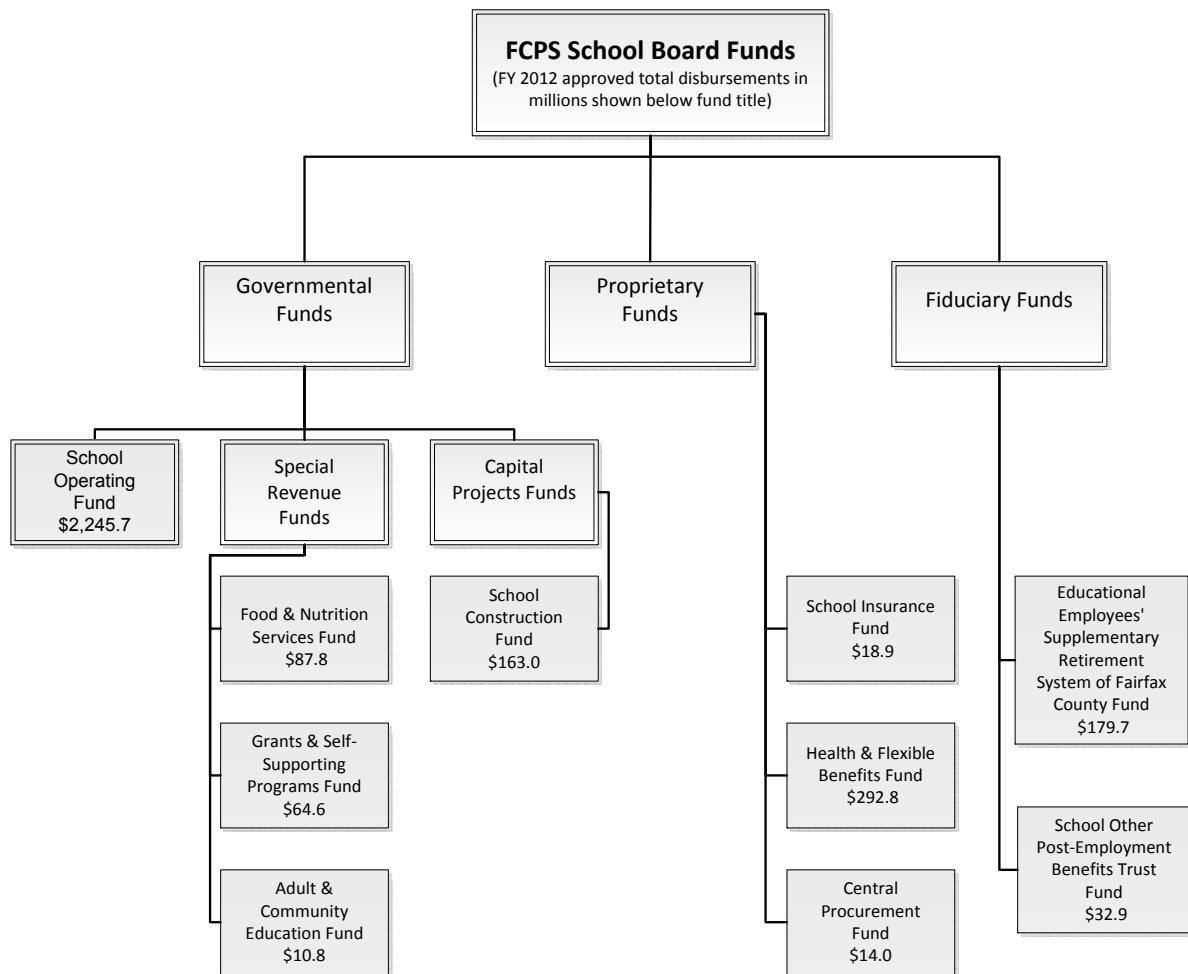 FCPS School Board Funds
(FY 2012 approved total disbursements in
millions shown below fund title)
Governmental
Funds
Proprietary
Funds
Fiduciary Funds
School
Operating
Fund
$2,245.7
Special
Revenue
Funds
Capital
Projects Funds
Food & Nutrition
Services Fund
$87.8
School
Construction
Fund
$163.0
School Insurance
Fund
$18.9
Educational
Employees'
Supplementary
Retirement
System of Fairfax
County Fund
$179.7
Grants & Self-
Supporting
Programs Fund
$64.6
Health & Flexible
Benefits Fund
$292.8
School Other
Post-Employment
Benefits Trust
Fund
$32.9
Adult &
Community
Education Fund
$10.8
Central
Procurement
Fund
$14.0